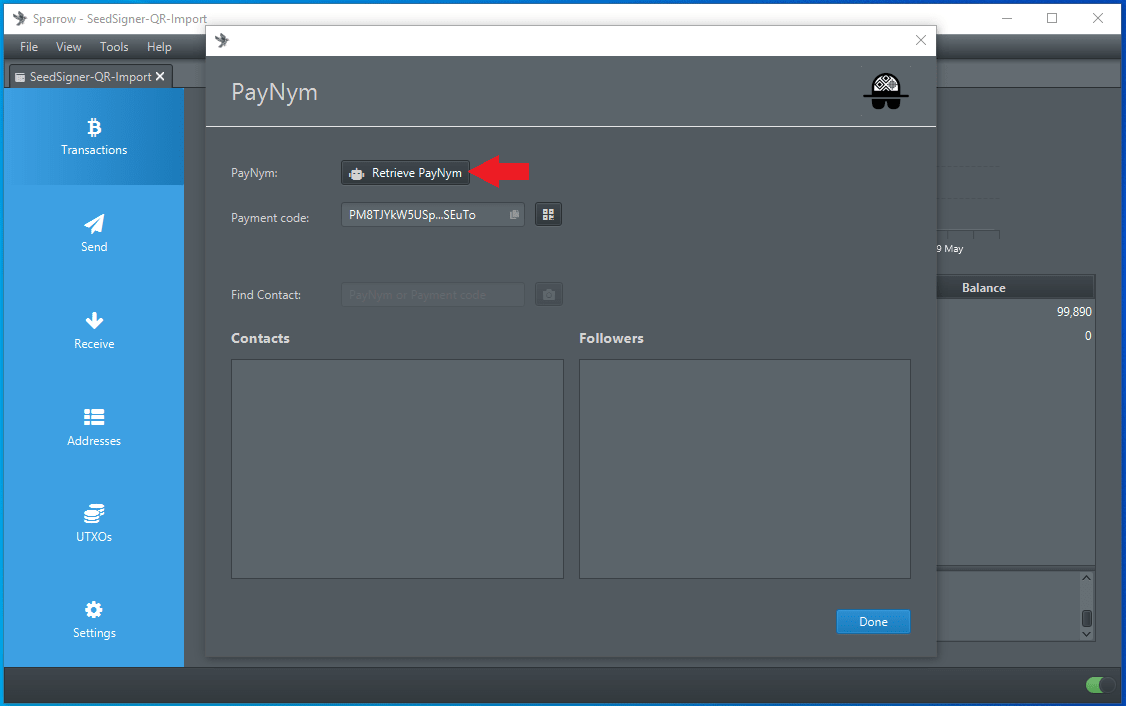 Sparrow - SeedSigner-QR-Import
File View Tools Help
SeedSigner-QR-Import
Transactions
Send
Receive
Addresses
UTXOs
Settings
PayNym
PayNym:
Retrieve PayNym
Payment code:
PM8TJYkW5USp...SEuTo
Find Contact:
PayNym or Payment code
Contacts
Followers
Done
9 May
Balance
99,890
0